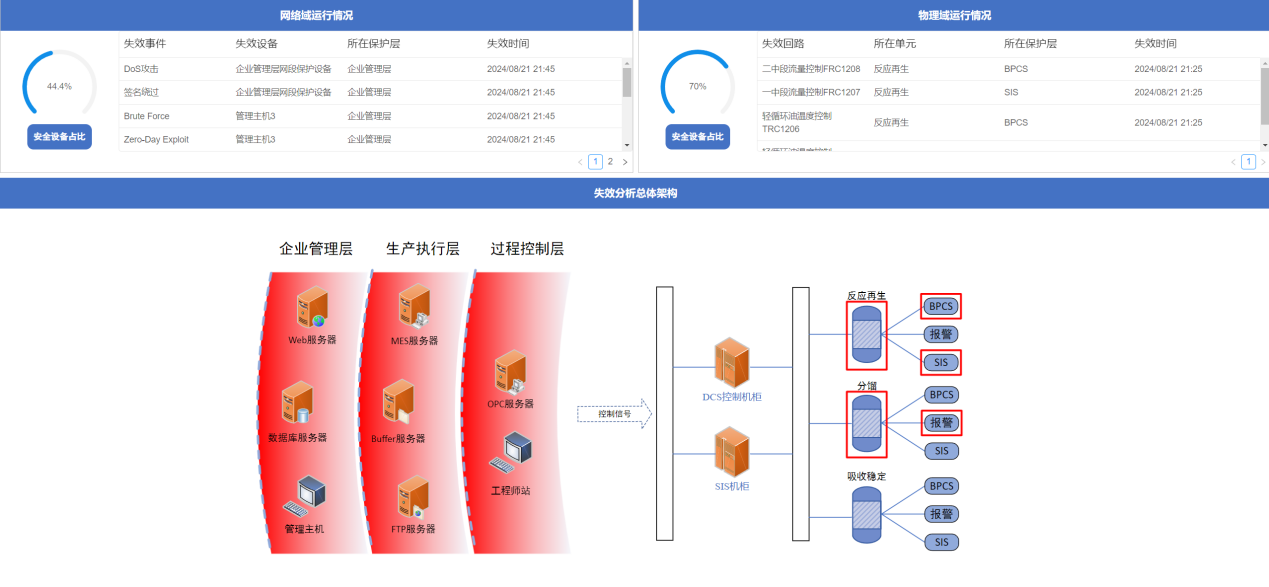 网络域运行情况
失效事件 失效设备 所在保护层 失效时间
DoS攻击 企业管理层网段保护设备 企业管理层 2024/08/21 21:45
签名绕过 企业管理层网段保护设备 企业管理层 2024/08/21 21:45
Brute Force 管理主机3 企业管理层 2024/08/21 21:45
Zero-Day Exploit 管理主机3 企业管理层 2024/08/21 21:45
44.4%
安全设备占比
< 1 2 >
物理域运行情况
失效回路 所在单元 所在保护层 失效时间
二中段流量控制FRC1208 反应再生 BPCS 2024/08/21 21:25
一中段流量控制FRC1207 反应再生 SIS 2024/08/21 21:25
轻循环油温度控制
TRC1206 反应再生 BPCS 2024/08/21 21:25
70%
安全设备占比
< 1 >
失效分析总体架构
企业管理层 生产执行层 过程控制层
Web服务器
数据库服务器
管理主机
MES服务器
Buffer服务器
FTP服务器
OPC服务器
工程师站
控制信号
DCS控制机柜
SIS机柜
反应再生
BPCS
报警
SIS
分馏
BPCS
报警
SIS
吸收稳定
BPCS
报警
SIS